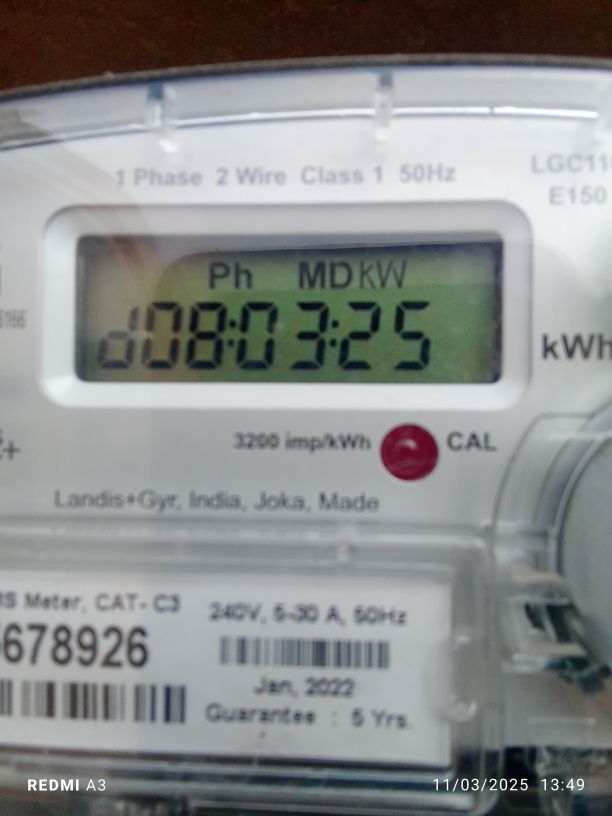 1 Phase 2 Wire Class 1 50Hz
LGC11
E150
Ph MD kW
d08:03:25
kWh
3200 imp/kWh CAL
Landis+Gyr, India, Joka, Made
Meter, CAT- C3
678926
240V, 5-30 A, 50Hz
Jan, 2022
Guarantee : 5 Yrs.
REDMI A3
11/03/2025 13:49